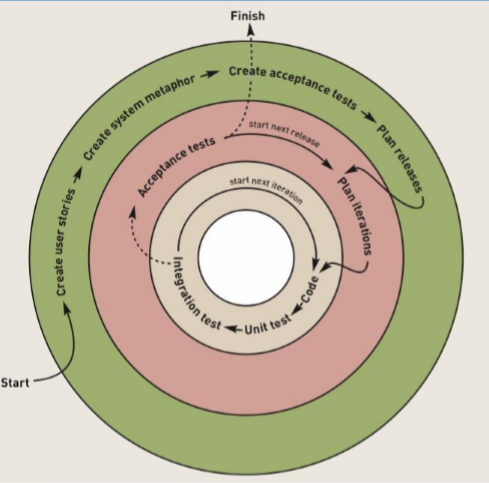 Finish
Create acceptance tests
Create system metaphor
Plan releases
Create user stories
Acceptance tests
start next release
Plan iterations
start next iteration
Code
Unit test
Integration test
Start